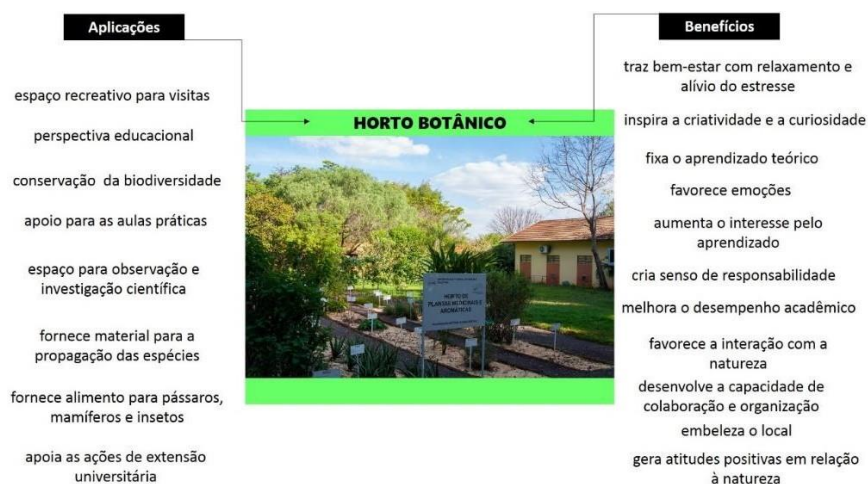 Aplicações
espaço recreativo para visitas
perspectiva educacional
conservação da biodiversidade
apoio para as aulas práticas
espaço para observação e
investigação científica
fornece material para a
propagação das espécies
fornece alimento para pássaros,
mamíferos e insetos
apoia as ações de extensão
universitária
HORTO BOTÂNICO
HORTO DE
PLANTAS MEDICINAIS E
AROMÁTICAS
Benefícios
traz bem-estar com relaxamento e
alívio do estresse
inspira a criatividade e a curiosidade
fixa o aprendizado teórico
favorece emoções
aumenta o interesse pelo
aprendizado
cria senso de responsabilidade
melhora o desempenho acadêmico
favorece a interação com a
natureza
desenvolve a capacidade de
colaboração e organização
embeleza o local
gera atitudes positivas em relação
à natureza